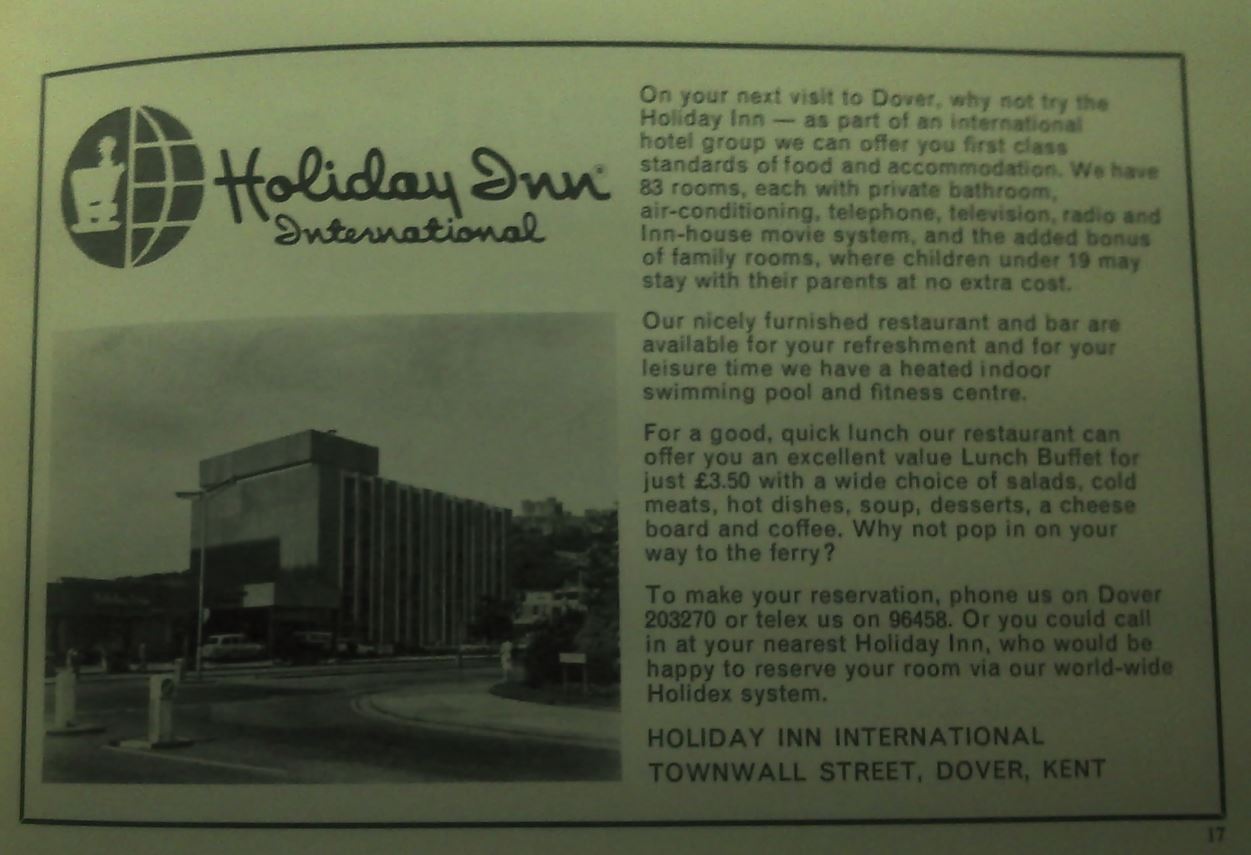 Holiday Inn
International
On your next visit to Dover, why not try the
Holiday Inn — as part of an international
hotel group we can offer you first class
standards of food and accommodation. We have
83 rooms, each with private bathroom,
air-conditioning, telephone, television, radio and
Inn-house movie system, and the added bonus
of family rooms, where children under 19 may
stay with their parents at no extra cost.
Our nicely furnished restaurant and bar are
available for your refreshment and for your
leisure time we have a heated indoor
swimming pool and fitness centre.
For a good, quick lunch our restaurant can
offer you an excellent value Lunch Buffet for
just £3.50 with a wide choice of salads, cold
meats, hot dishes, soup, desserts, a cheese
board and coffee. Why not pop in on your
way to the ferry?
To make your reservation, phone us on Dover
203270 or telex us on 96458. Or you could call
in at your nearest Holiday Inn, who would be
happy to reserve your room via our world-wide
Holidex system.
HOLIDAY INN INTERNATIONAL
TOWNWALL STREET, DOVER, KENT
17